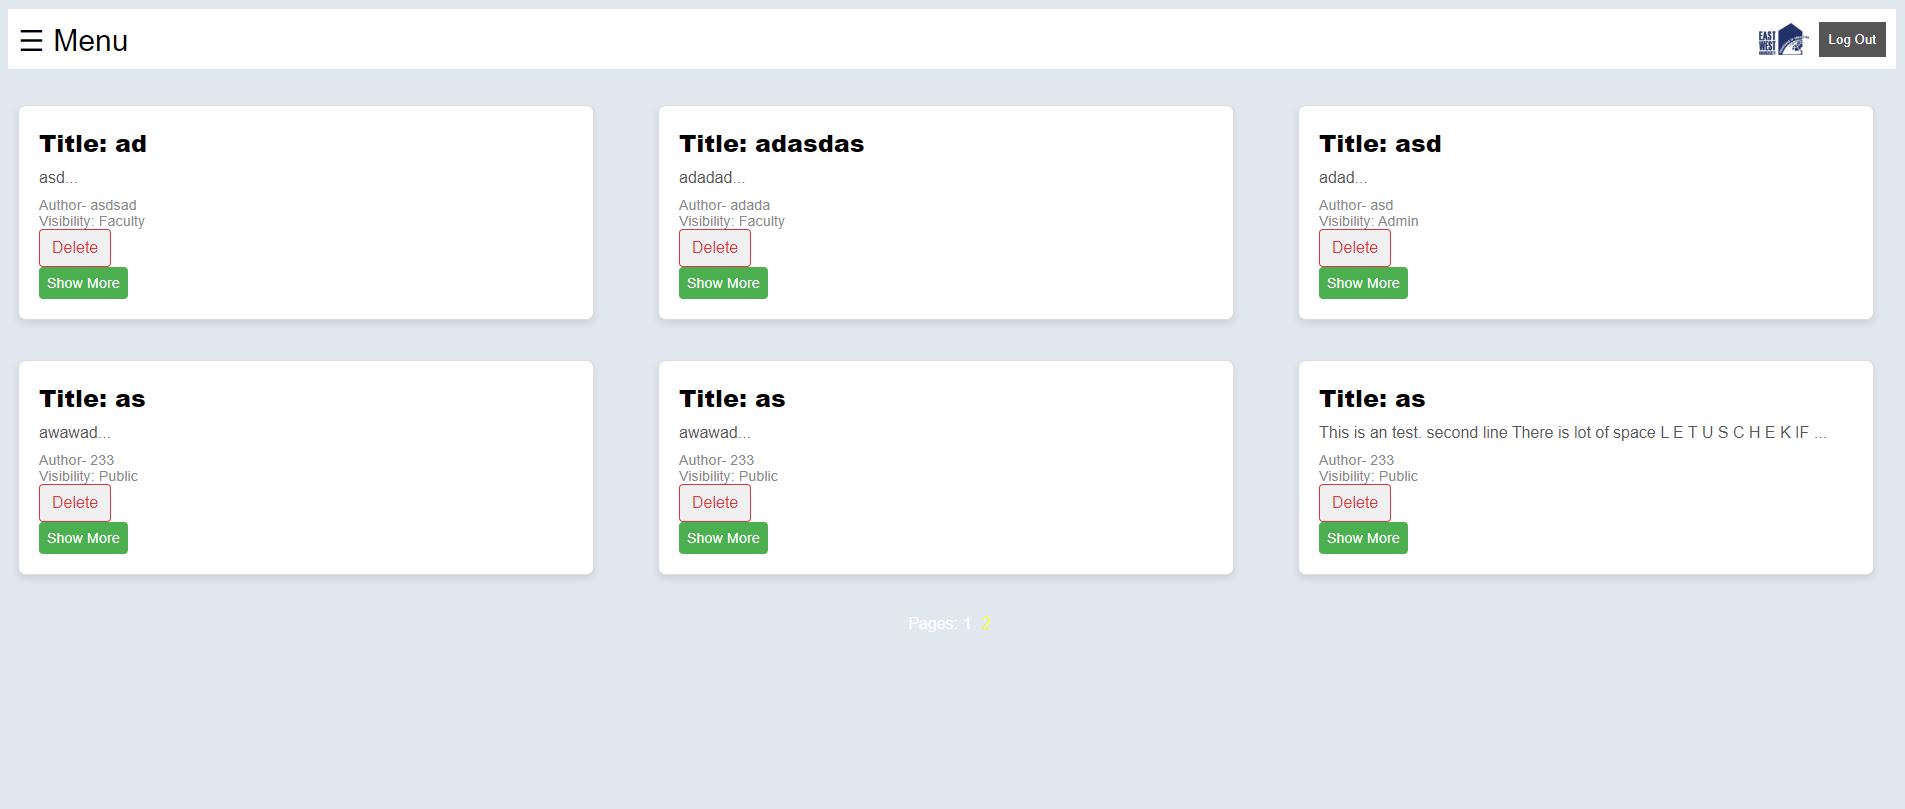 ☰ Menu
EAST
WEST
UNIVERSITY
Log Out
Title: ad
asd...
Author- asdsad
Visibility: Faculty
Delete
Show More
Title: adasdas
adadad...
Author- adada
Visibility: Faculty
Delete
Show More
Title: asd
adad...
Author- asd
Visibility: Admin
Delete
Show More
Title: as
awawad...
Author- 233
Visibility: Public
Delete
Show More
Title: as
awawad...
Author- 233
Visibility: Public
Delete
Show More
Title: as
This is an test. second line There is lot of space L E T U S C H E K IF ...
Author- 233
Visibility: Public
Delete
Show More
Pages: 1 2